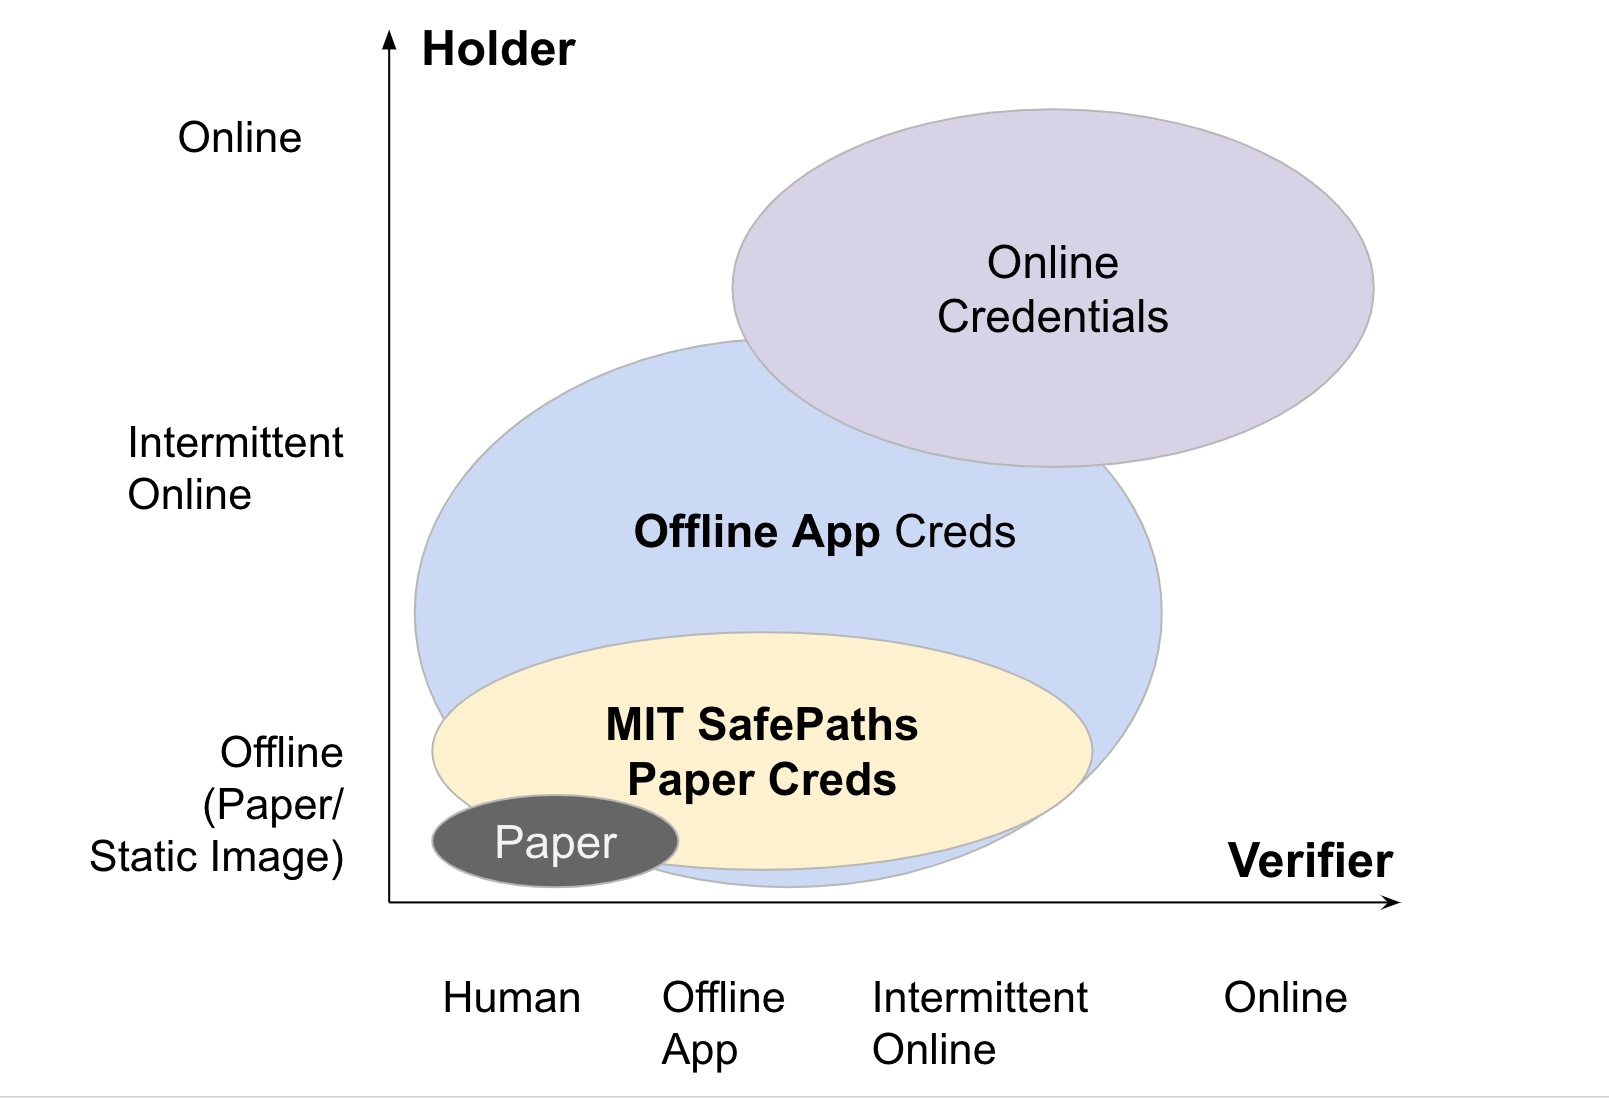 Holder
Online
Online
Credentials
Intermittent
Online
Offline App Creds
MIT SafePaths
Paper Creds
Offline
(Paper/
Static Image)
Paper
Verifier
Human
Offline
App
Intermittent
Online
Online